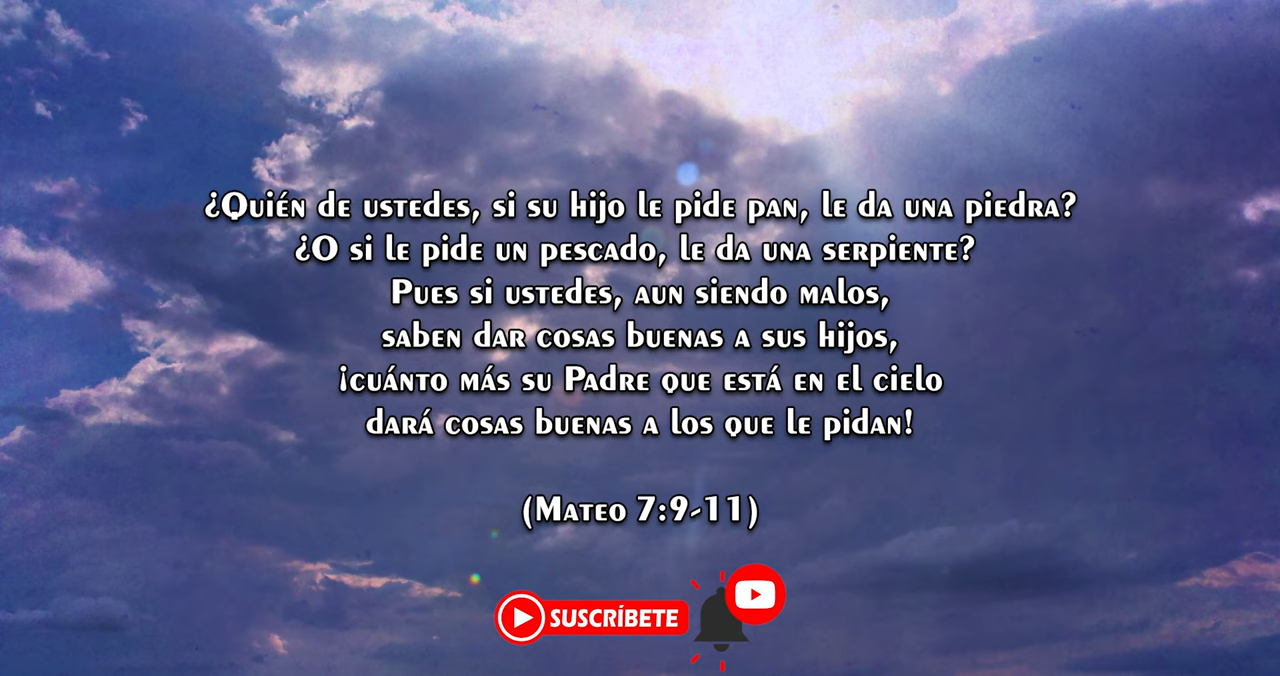 ¿Quién de ustedes, si su hijo le pide pan, le da una piedra?
¿O si le pide un pescado, le da una serpiente?
Pues si ustedes, aun siendo malos,
saben dar cosas buenas a sus hijos,
¡cuánto más su Padre que está en el cielo
dará cosas buenas a los que le pidan!
(Mateo 7:9-11)
SUSCRÍBETE